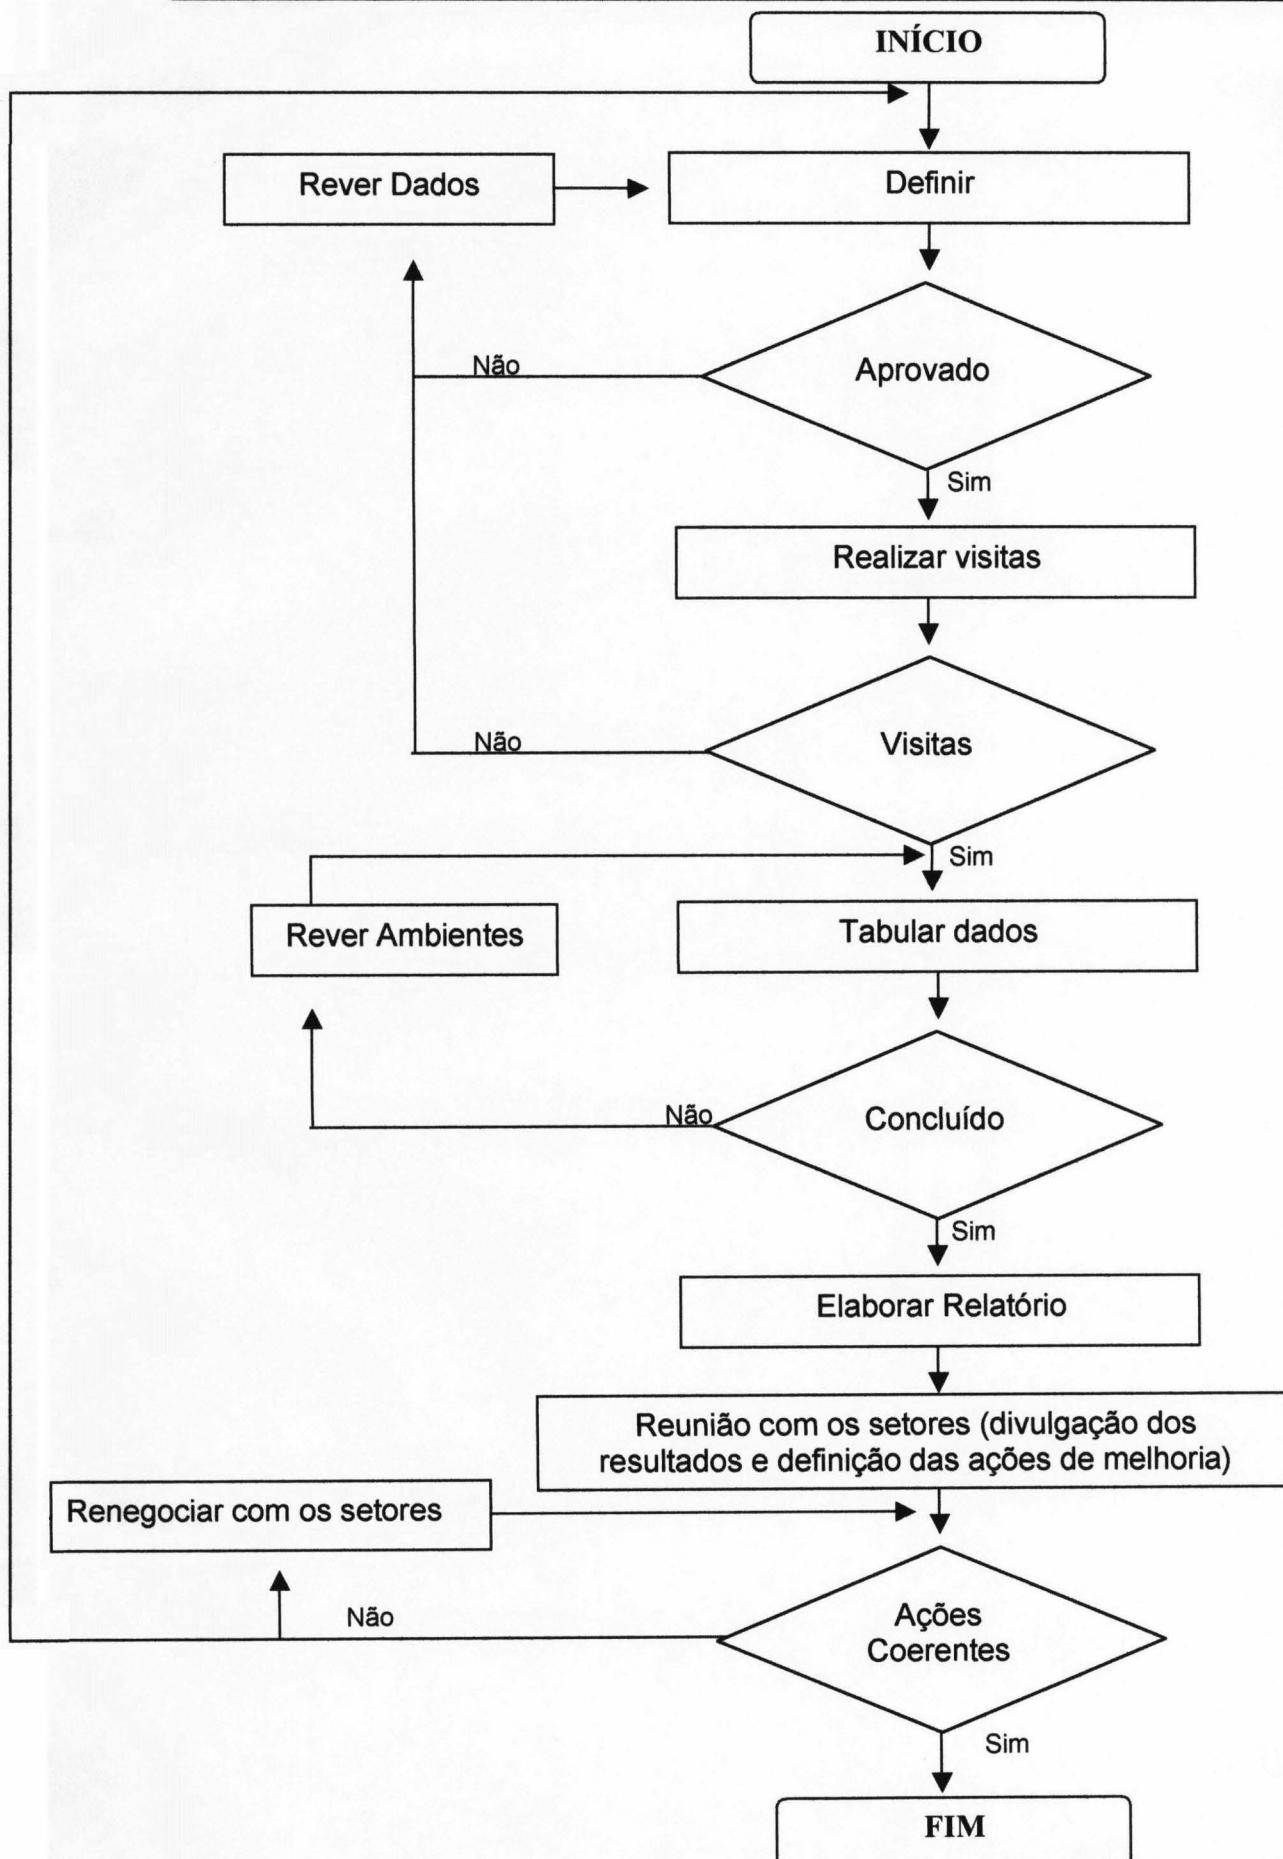 INÍCIO
Rever Dados
Definir
Não
Aprovado
Sim
Realizar visitas
Não
Visitas
Sim
Rever Ambientes
Tabular dados
Não
Concluído
Sim
Elaborar Relatório
Reunião com os setores (divulgação dos
resultados e definição das ações de melhoria)
Renegociar com os setores
Não
Ações
Coerentes
Sim
FIM